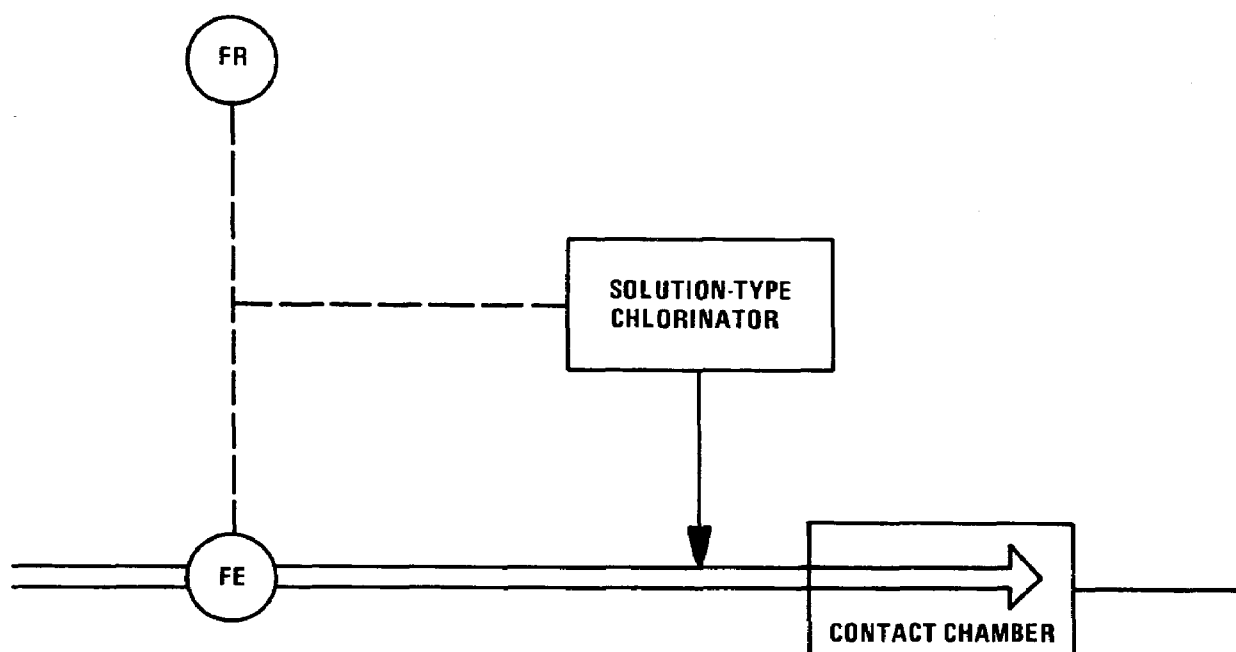 FR
SOLUTION-TYPE
CHLORINATOR
FE
CONTACT CHAMBER